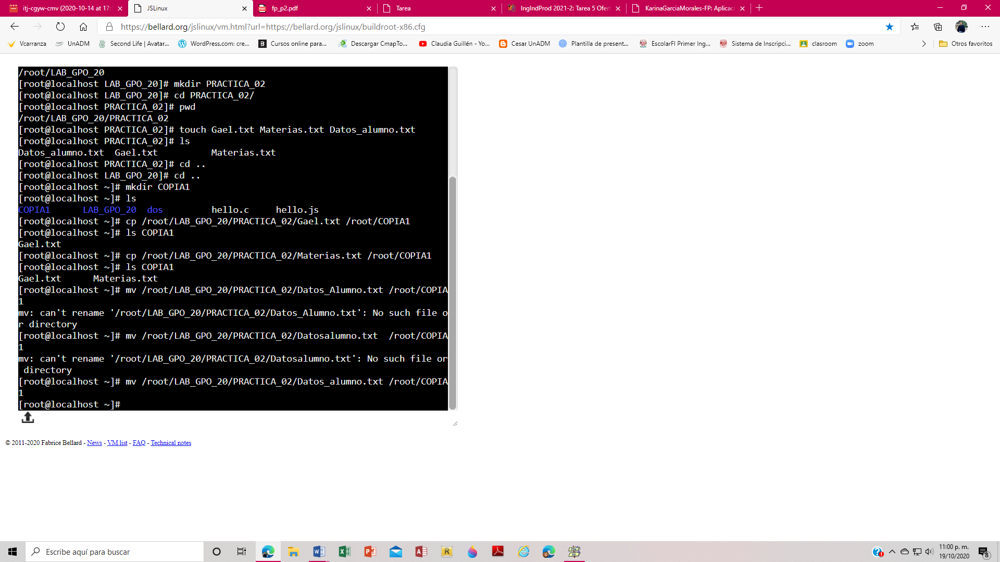 itj-cgyw-cmv (2020-10-14 at 17:1
JSLinux
fp_p2.pdf
Tarea
IngIndProd 2021-2: Tarea 5 Ofert
KarinaGarciaMorales-FP: Aplicaci
https://bellard.org/jslinux/vm.html?url=https://bellard.org/jslinux/buildroot-x86.cfg
Vcarranza
UnADM
Second Life | Avatar...
WordPress.com: cre...
Cursos online para...
Descargar CmapTo...
Claudia Guillén - Yo...
Cesar UnADM
Plantilla de present...
EscolarFI Primer Ing...
Sistema de Inscripci...
clasroom
zoom
Otros favoritos
/root/LAB_GPO_20
[root@localhost LAB_GPO_20]# mkdir PRACTICA_02
[root@localhost LAB_GPO_20]# cd PRACTICA_02/
[root@localhost PRACTICA_02]# pwd
/root/LAB_GPO_20/PRACTICA_02
[root@localhost PRACTICA_02]# touch Gael.txt Materias.txt Datos_alumno.txt
[root@localhost PRACTICA_02]# ls
Datos_alumno.txt  Gael.txt          Materias.txt
[root@localhost PRACTICA_02]# cd ..
[root@localhost LAB_GPO_20]# cd ..
[root@localhost ~]# mkdir COPIA1
[root@localhost ~]# ls
COPIA1      LAB_GPO_20  dos         hello.c     hello.js
[root@localhost ~]# cp /root/LAB_GPO_20/PRACTICA_02/Gael.txt /root/COPIA1
[root@localhost ~]# ls COPIA1
Gael.txt
[root@localhost ~]# cp /root/LAB_GPO_20/PRACTICA_02/Materias.txt /root/COPIA1
[root@localhost ~]# ls COPIA1
Gael.txt      Materias.txt
[root@localhost ~]# mv /root/LAB_GPO_20/PRACTICA_02/Datos_Alumno.txt /root/COPIA
1
mv: can't rename '/root/LAB_GPO_20/PRACTICA_02/Datos_Alumno.txt': No such file o
r directory
[root@localhost ~]# mv /root/LAB_GPO_20/PRACTICA_02/Datosalumno.txt  /root/COPIA
1
mv: can't rename '/root/LAB_GPO_20/PRACTICA_02/Datosalumno.txt': No such file or
 directory
[root@localhost ~]# mv /root/LAB_GPO_20/PRACTICA_02/Datos_alumno.txt /root/COPIA
1
[root@localhost ~]#
© 2011-2020 Fabrice Bellard - News - VM list - FAQ - Technical notes
Escribe aquí para buscar
11:00 p. m.
19/10/2020
8